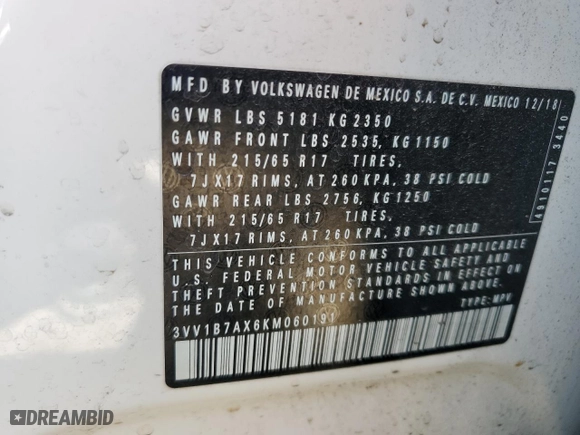 MFD BY VOLKSWAGEN DE MEXICO S.A. DE C.V. MEXICO 12/18
GVWR LBS 5181 KG 2350
GAWR FRONT LBS 2535, KG 1150
WITH 215/65 R17 TIRES,
7JX17 RIMS, AT 260 KPA, 38 PSI COLD
GAWR REAR LBS 2756, KG 1250
WITH 215/65 R17 TIRES,
7JX17 RIMS, AT 260 KPA, 38 PSI COLD
THIS VEHICLE CONFORMS TO ALL APPLICABLE
U.S. FEDERAL MOTOR VEHICLE SAFETY AND
THEFT PREVENTION STANDARDS IN EFFECT ON
THE DATE OF MANUFACTURE SHOWN ABOVE.
3VV1B7AX6KM060191
TYPE: MPV
4910117 3440
DREAMBID